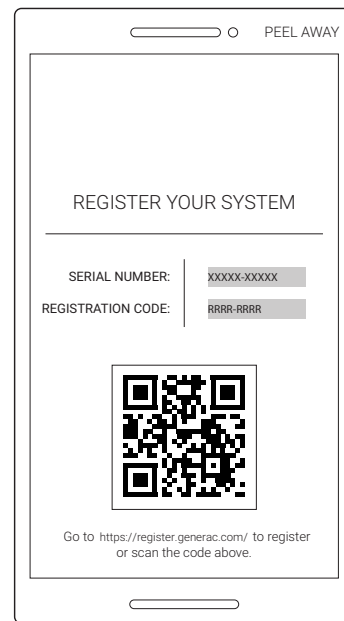 PEEL AWAY
REGISTER YOUR SYSTEM
SERIAL NUMBER: XXXXX-XXXXX
REGISTRATION CODE: RRRR-RRRR
Go to https://register.generac.com/ to register
or scan the code above.